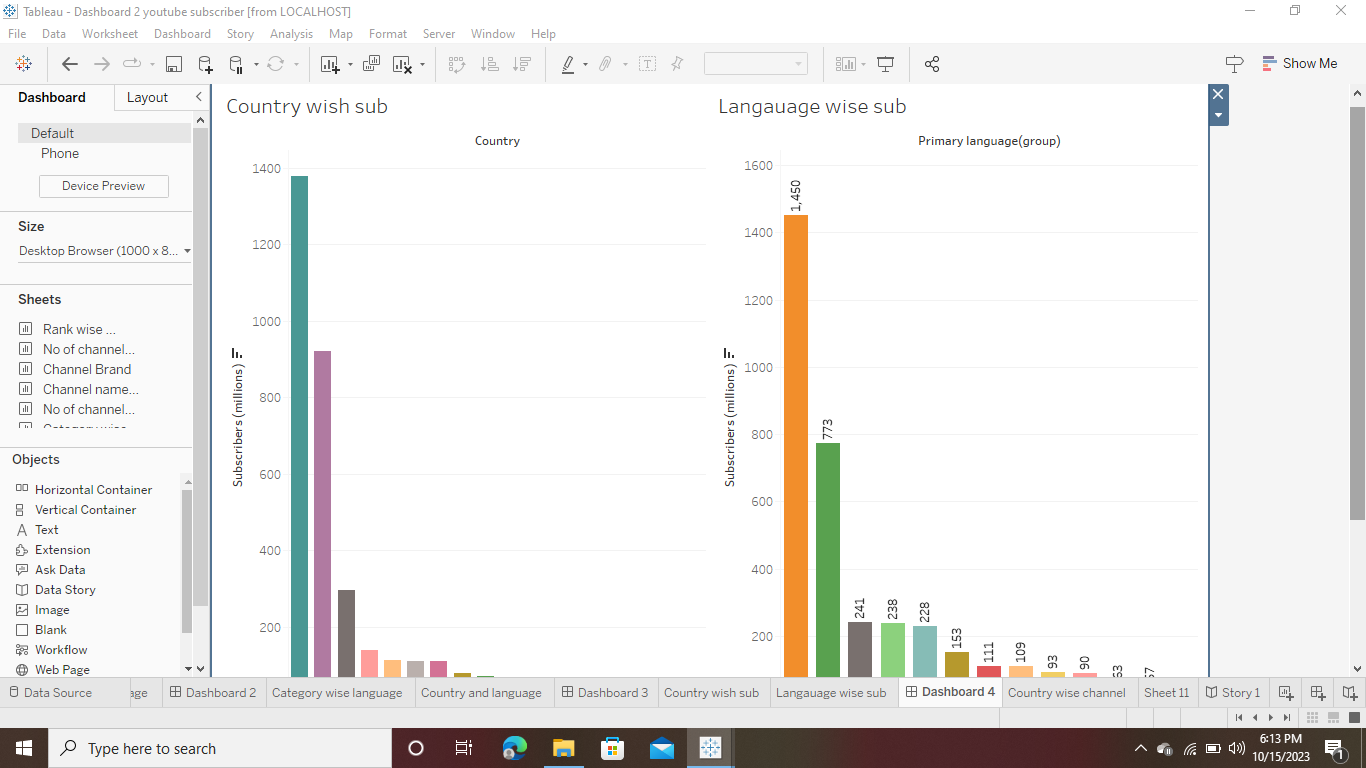 Tableau - Dashboard 2 youtube subscriber [from LOCALHOST]
File Data Worksheet Dashboard Story Analysis Map Format Server Window Help
Show Me
Dashboard Layout
Default
Phone
Device Preview
Size
Desktop Browser (1000 x 8...
Sheets
Rank wise ...
No of channel...
Channel Brand
Channel name...
No of channel...
Category wise
Objects
Horizontal Container
Vertical Container
Text
Extension
Ask Data
Data Story
Image
Blank
Workflow
Web Page
Country wish sub
Country
Subscribers (millions)
1400
1200
1000
800
600
400
200
Langauage wise sub
Primary language(group)
Subscribers (millions)
1600
1400
1200
1000
800
600
400
200
1,450
773
241
238
228
153
111
109
93
90
Data Source age Dashboard 2 Category wise language Country and language Dashboard 3 Country wish sub Langauage wise sub Dashboard 4 Country wise channel Sheet 11 Story 1
Type here to search
6:13 PM
10/15/2023
1